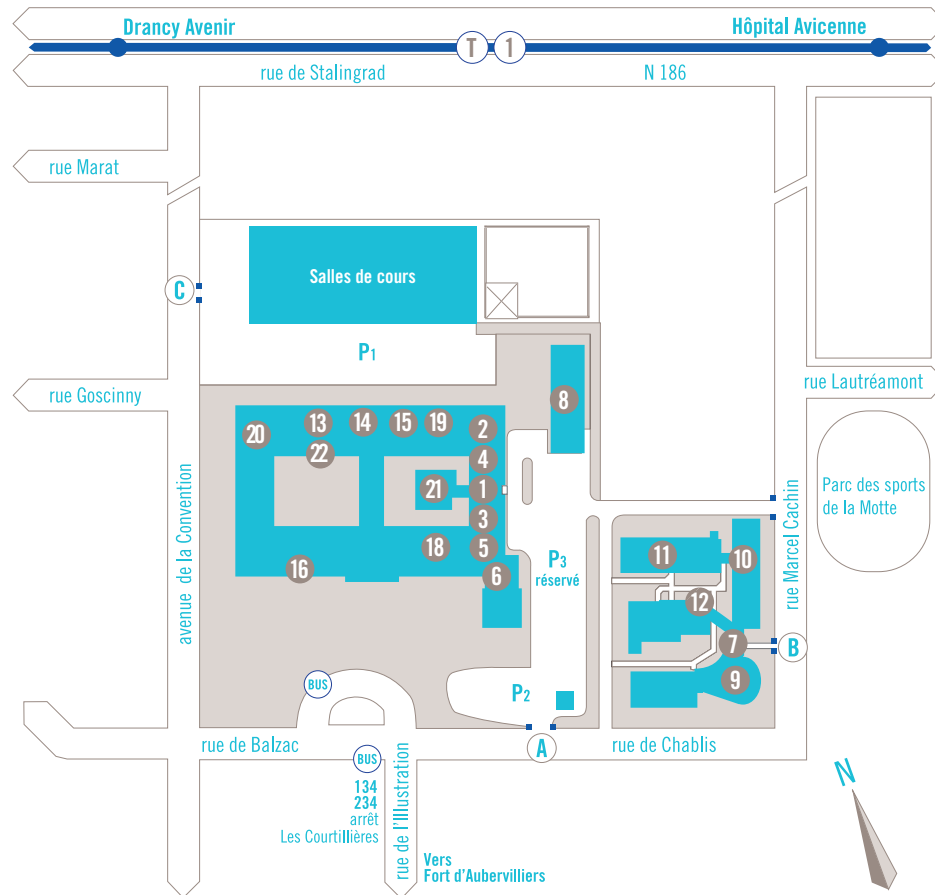 Drancy Avenir
Hôpital Avicenne
T 1
rue de Stalingrad
N 186
rue Marat
Salles de cours
C
P1
rue Goscinny
rue Lautréamont
8
20
13
14
15
19
2
22
4
21
1
3
18
5
16
6
avenue de la Convention
P3
réservé
Parc des sports
de la Motte
rue Marcel Cachin
11
10
12
7
B
9
BUS
P2
rue de Balzac
A
rue de Chablis
BUS
134
234
arrêt
Les Courtillières
rue de l'Illustration
Vers
Fort d'Aubervilliers
N